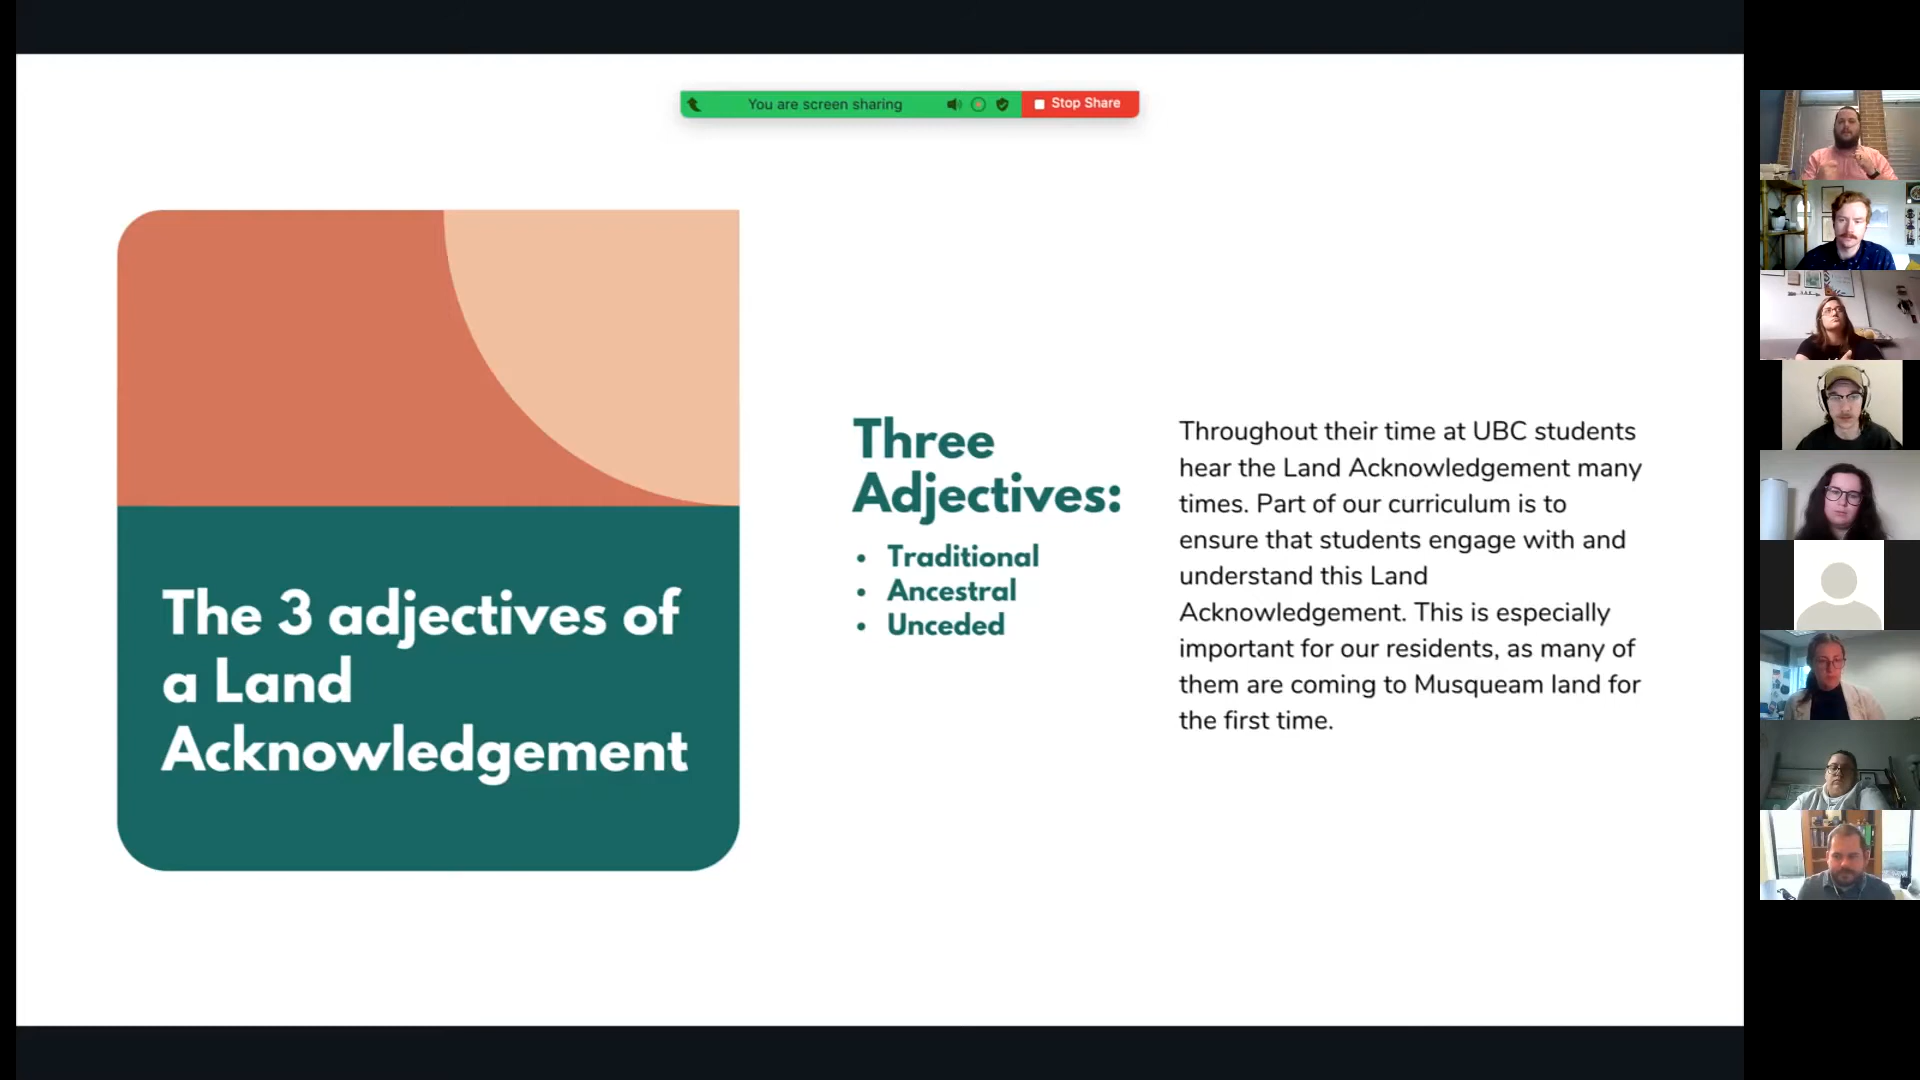 You are screen sharing
Stop Share
The 3 adjectives of
a Land
Acknowledgement
Three
Adjectives:
• Traditional
• Ancestral
• Unceded
Throughout their time at UBC students
hear the Land Acknowledgement many
times. Part of our curriculum is to
ensure that students engage with and
understand this Land
Acknowledgement. This is especially
important for our residents, as many of
them are coming to Musqueam land for
the first time.